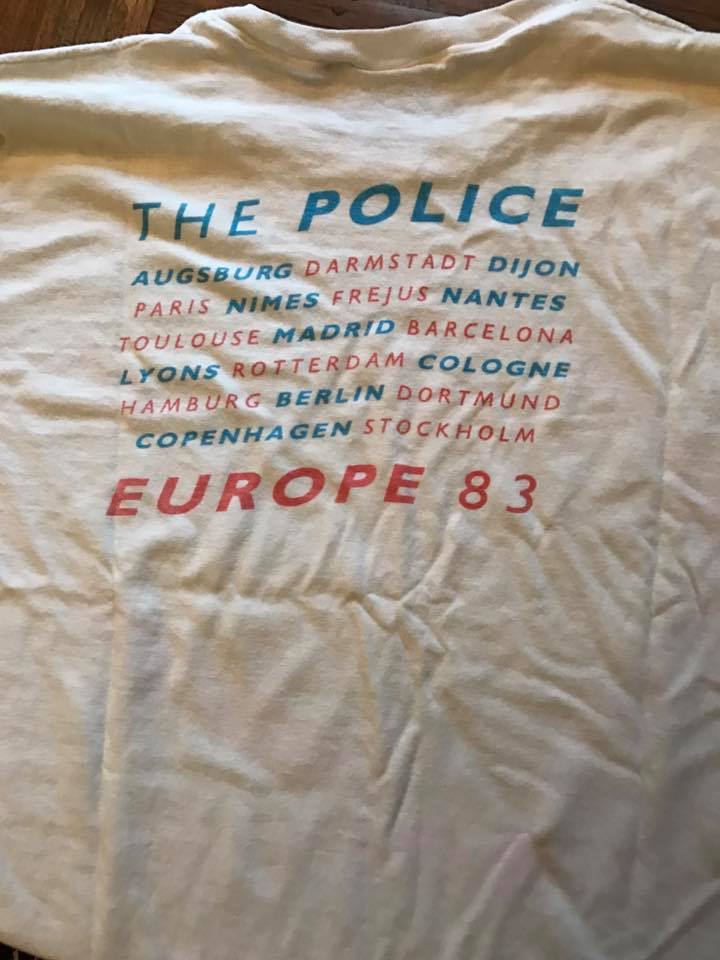 THE POLICE
AUGSBURG DARMSTADT DIJON
PARIS NIMES FREJUS NANTES
TOULOUSE MADRID BARCELONA
LYONS ROTTERDAM COLOGNE
HAMBURG BERLIN DORTMUND
COPENHAGEN STOCKHOLM
EUROPE 83